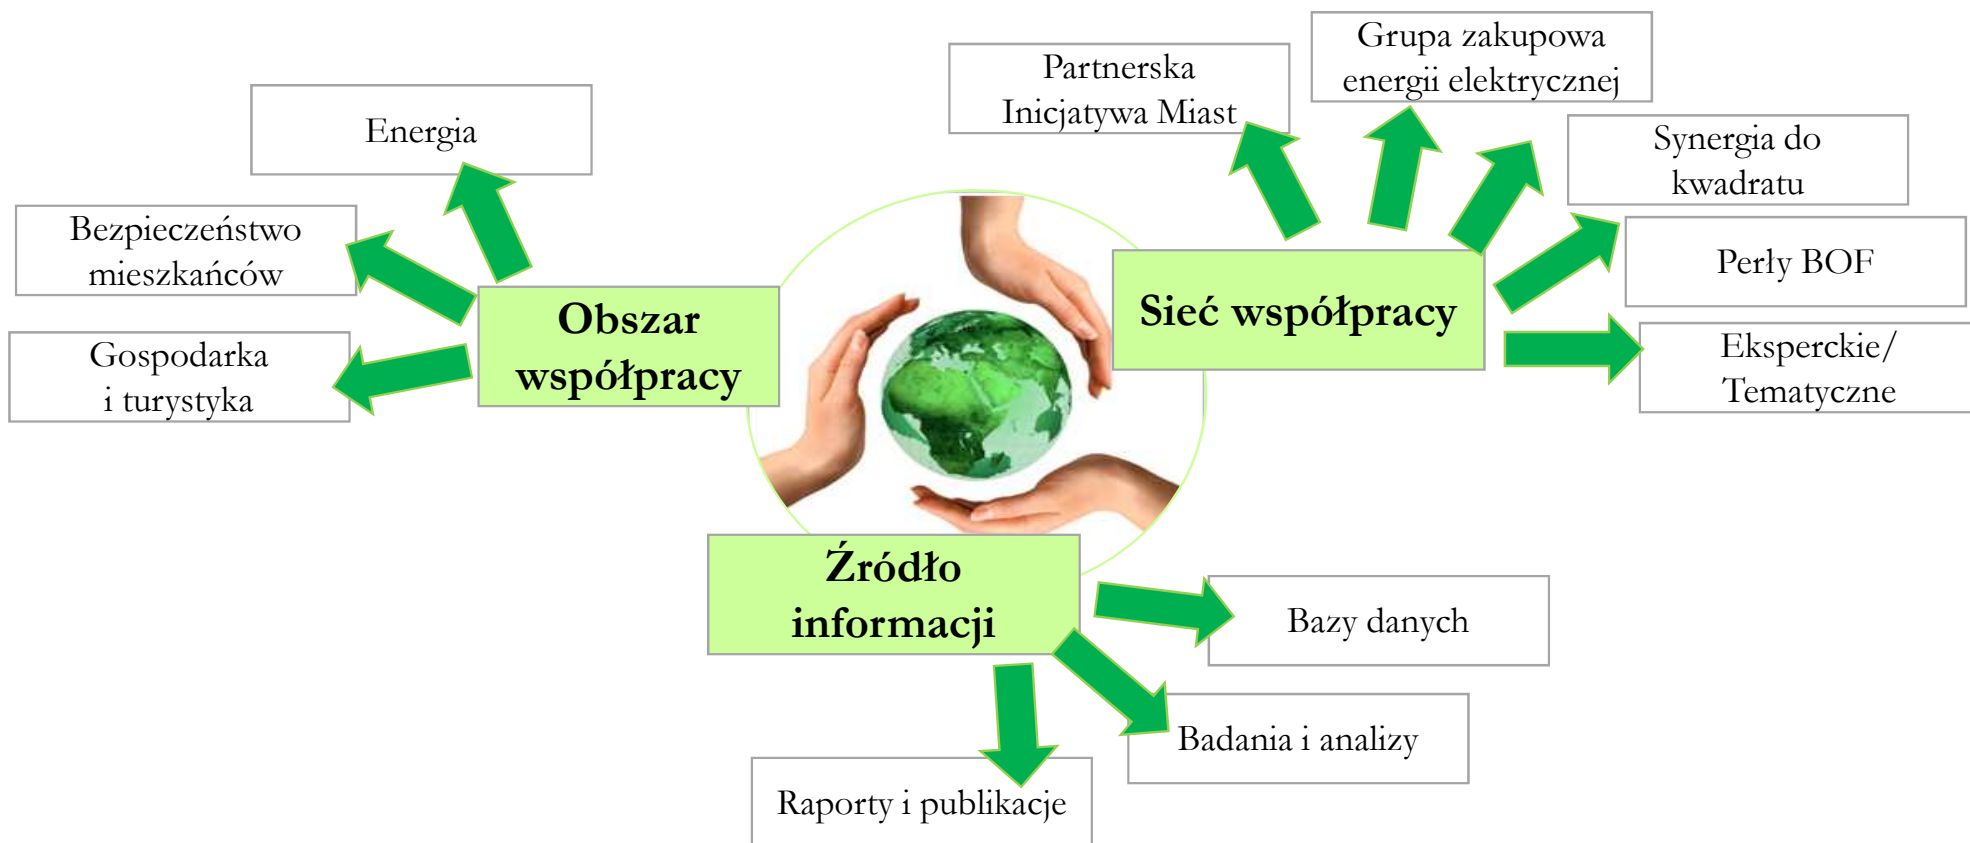 Energia
Bezpieczeństwo
mieszkańców
Gospodarka
i turystyka
Obszar
współpracy
Partnerska
Inicjatywa Miast
Grupa zakupowa
energii elektrycznej
Synergia do
kwadratu
Perły BOF
Eksperckie/
Tematyczne
Sieć współpracy
Źródło
informacji
Bazy danych
Badania i analizy
Raporty i publikacje